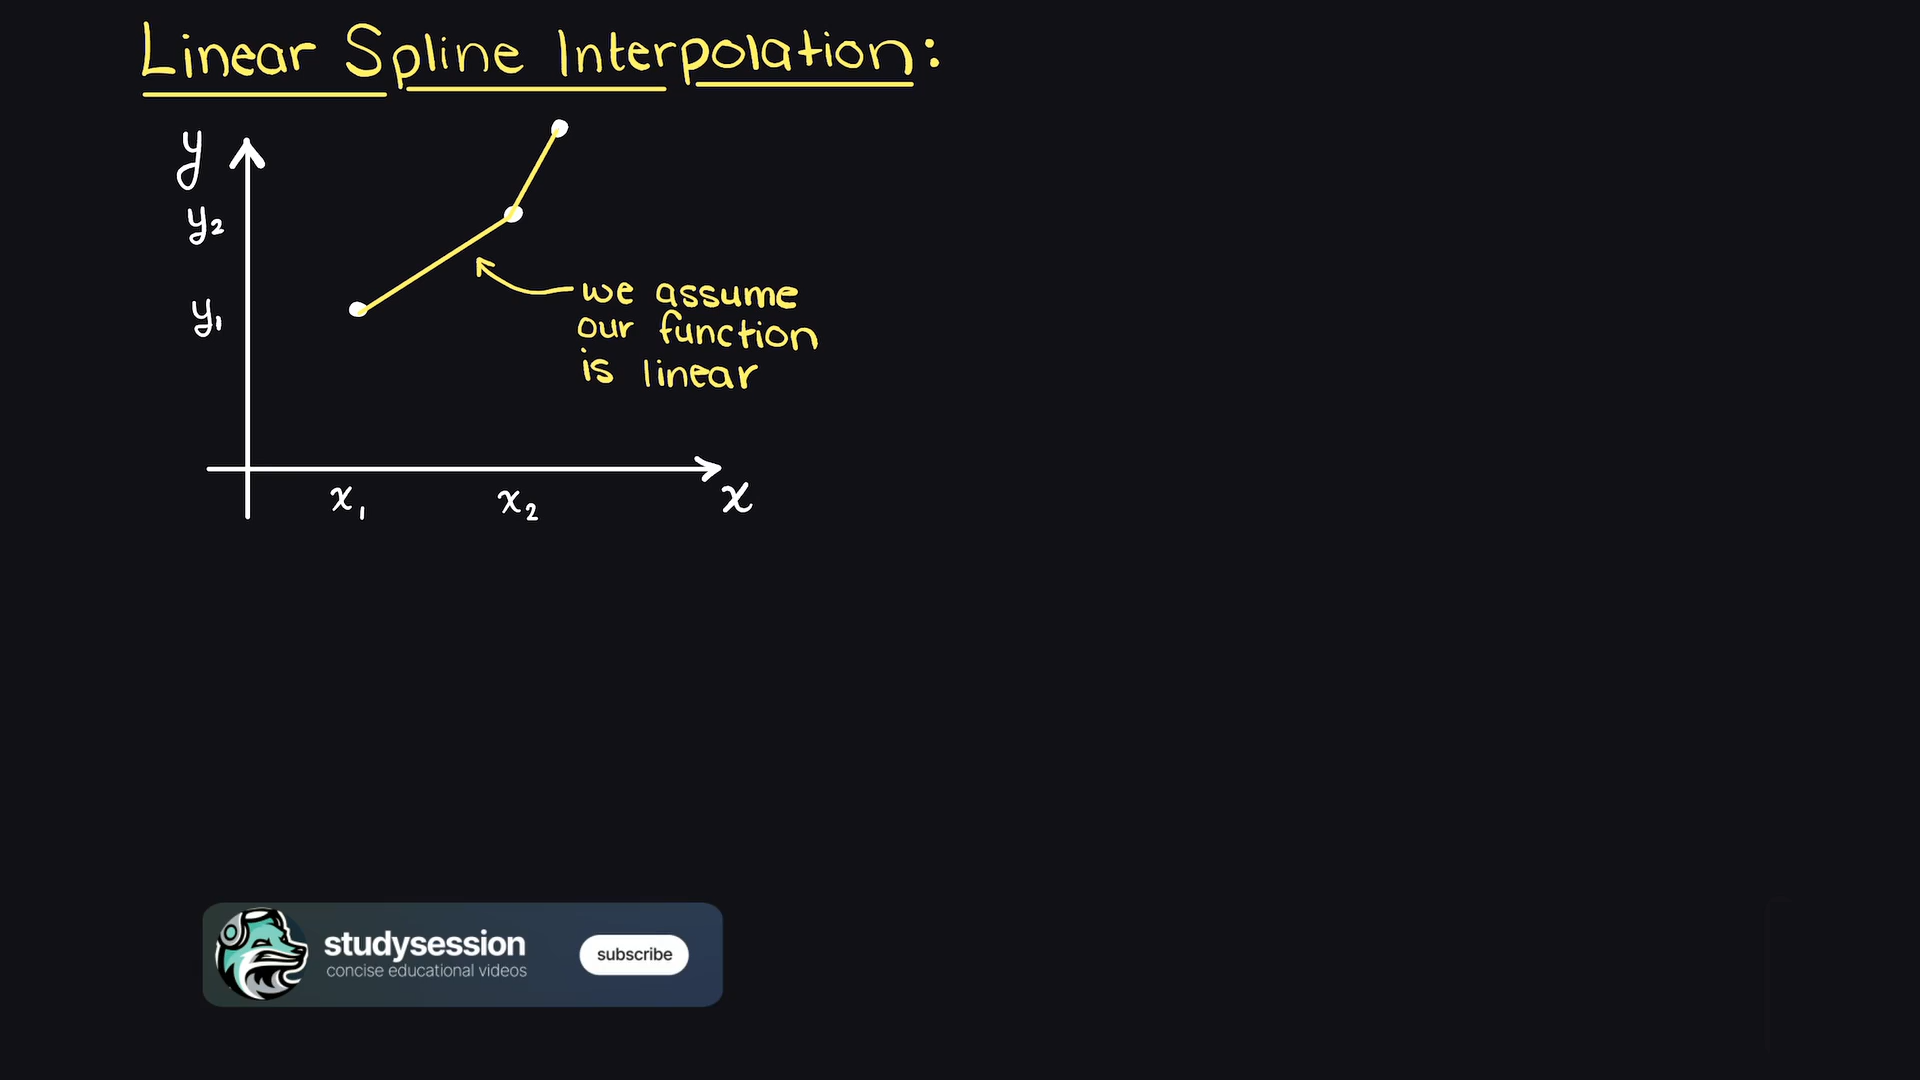 Linear Spline Interpolation:
y
y₂
y₁
we assume
our function
is linear
x₁ x₂ x
studysession
concise educational videos
subscribe